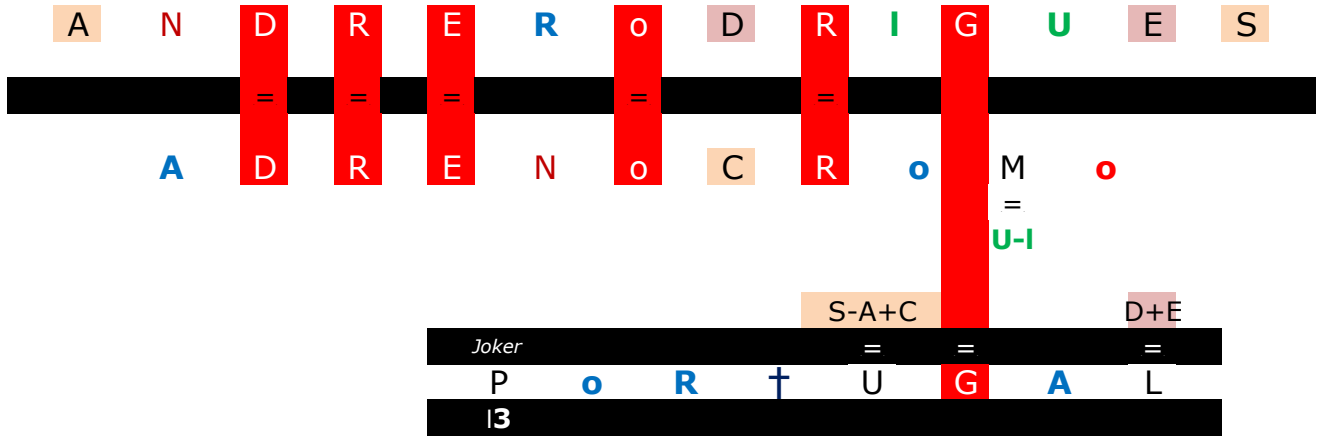 A N D R E R o D R I G U E S
= = = = =
A D R E N o C R o M o
=
U-I
S-A+C D+E
Joker = = =
P o R † U G A L
I3